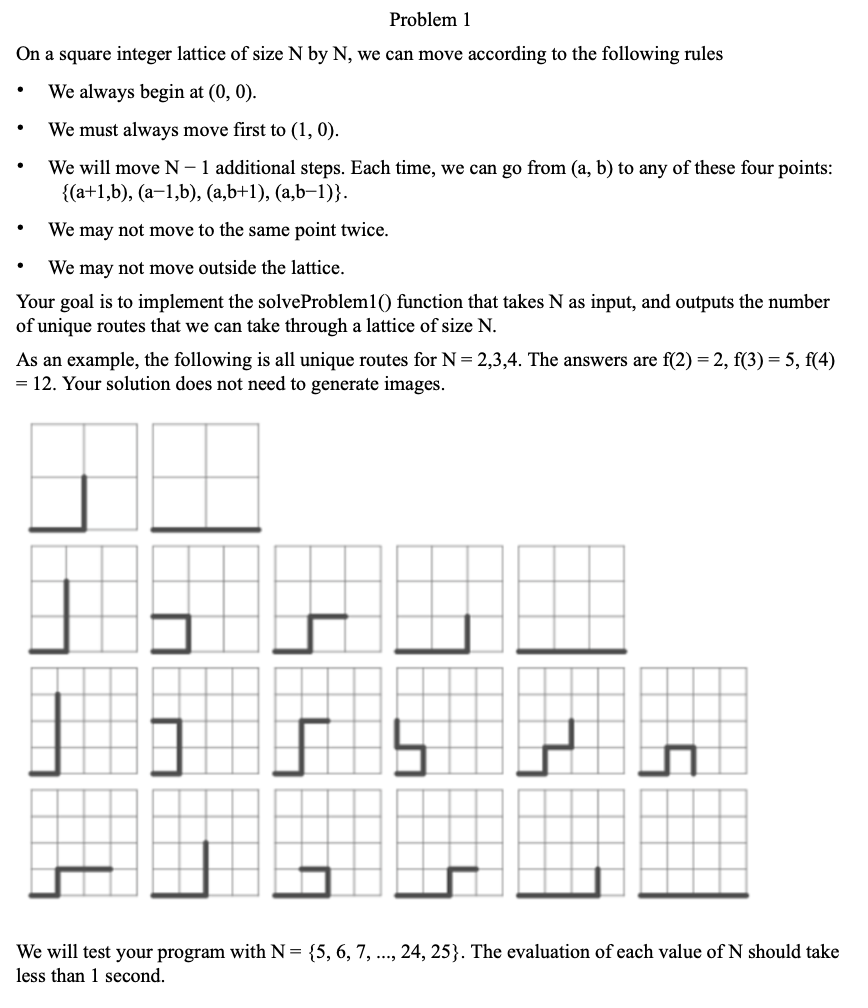 Problem 1
On a square integer lattice of size N by N, we can move according to the following rules
• We always begin at (0, 0).
• We must always move first to (1, 0).
• We will move N − 1 additional steps. Each time, we can go from (a, b) to any of these four points:
{(a+1,b), (a−1,b), (a,b+1), (a,b−1)}.
• We may not move to the same point twice.
• We may not move outside the lattice.
Your goal is to implement the solveProblem1() function that takes N as input, and outputs the number
of unique routes that we can take through a lattice of size N.
As an example, the following is all unique routes for N = 2,3,4. The answers are f(2) = 2, f(3) = 5, f(4)
= 12. Your solution does not need to generate images.
We will test your program with N = {5, 6, 7, ..., 24, 25}. The evaluation of each value of N should take
less than 1 second.